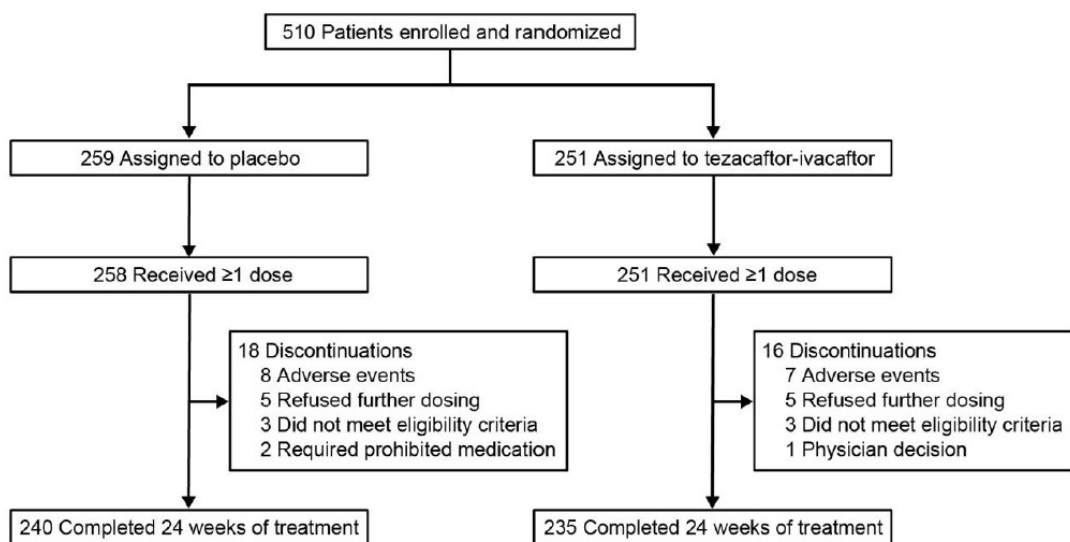 510 Patients enrolled and randomized
259 Assigned to placebo
251 Assigned to tezacaftor-ivacaftor
258 Received ≥1 dose
251 Received ≥1 dose
18 Discontinuations
8 Adverse events
5 Refused further dosing
3 Did not meet eligibility criteria
2 Required prohibited medication
16 Discontinuations
7 Adverse events
5 Refused further dosing
3 Did not meet eligibility criteria
1 Physician decision
240 Completed 24 weeks of treatment
235 Completed 24 weeks of treatment